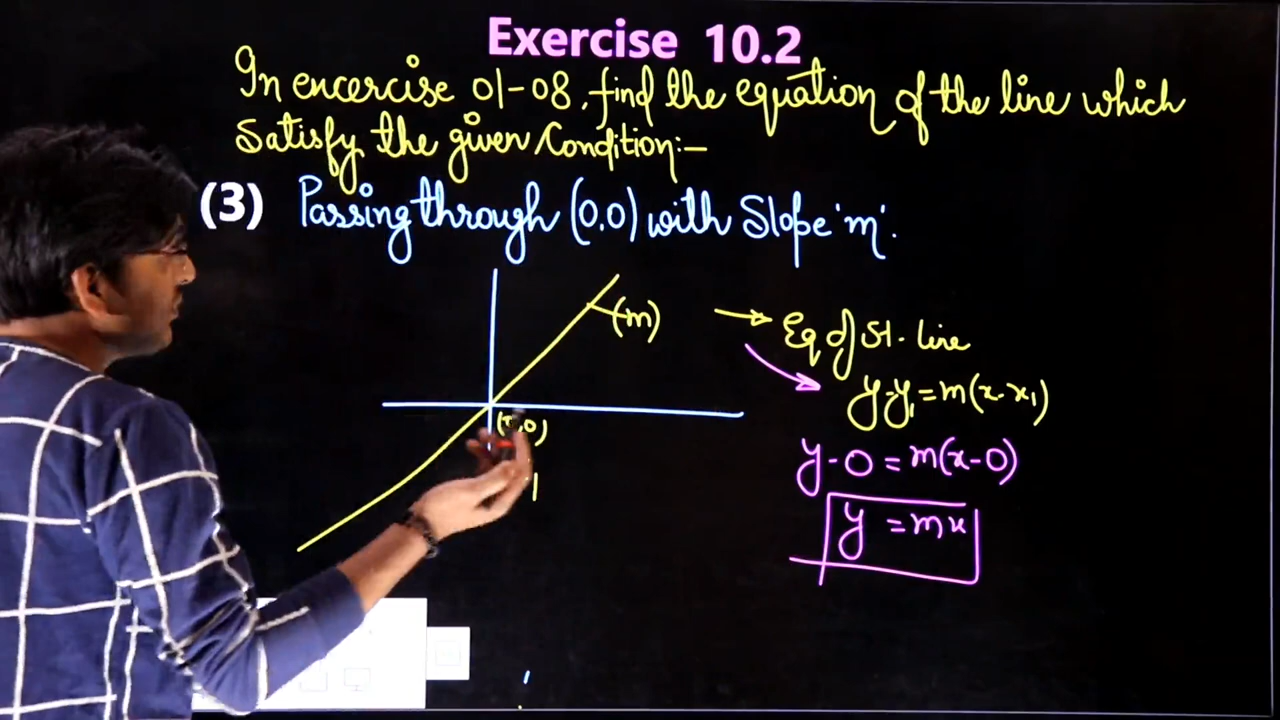 Exercise 10.2
In encercise 01-08, find the equation of the line which
Satisfy the given Condition:-
(3) Passing through (0,0) with Slope 'm'.
(m)
→ Eq of St. line
y-y₁=m(x-x₁)
y-0=m(x-0)
y=mx